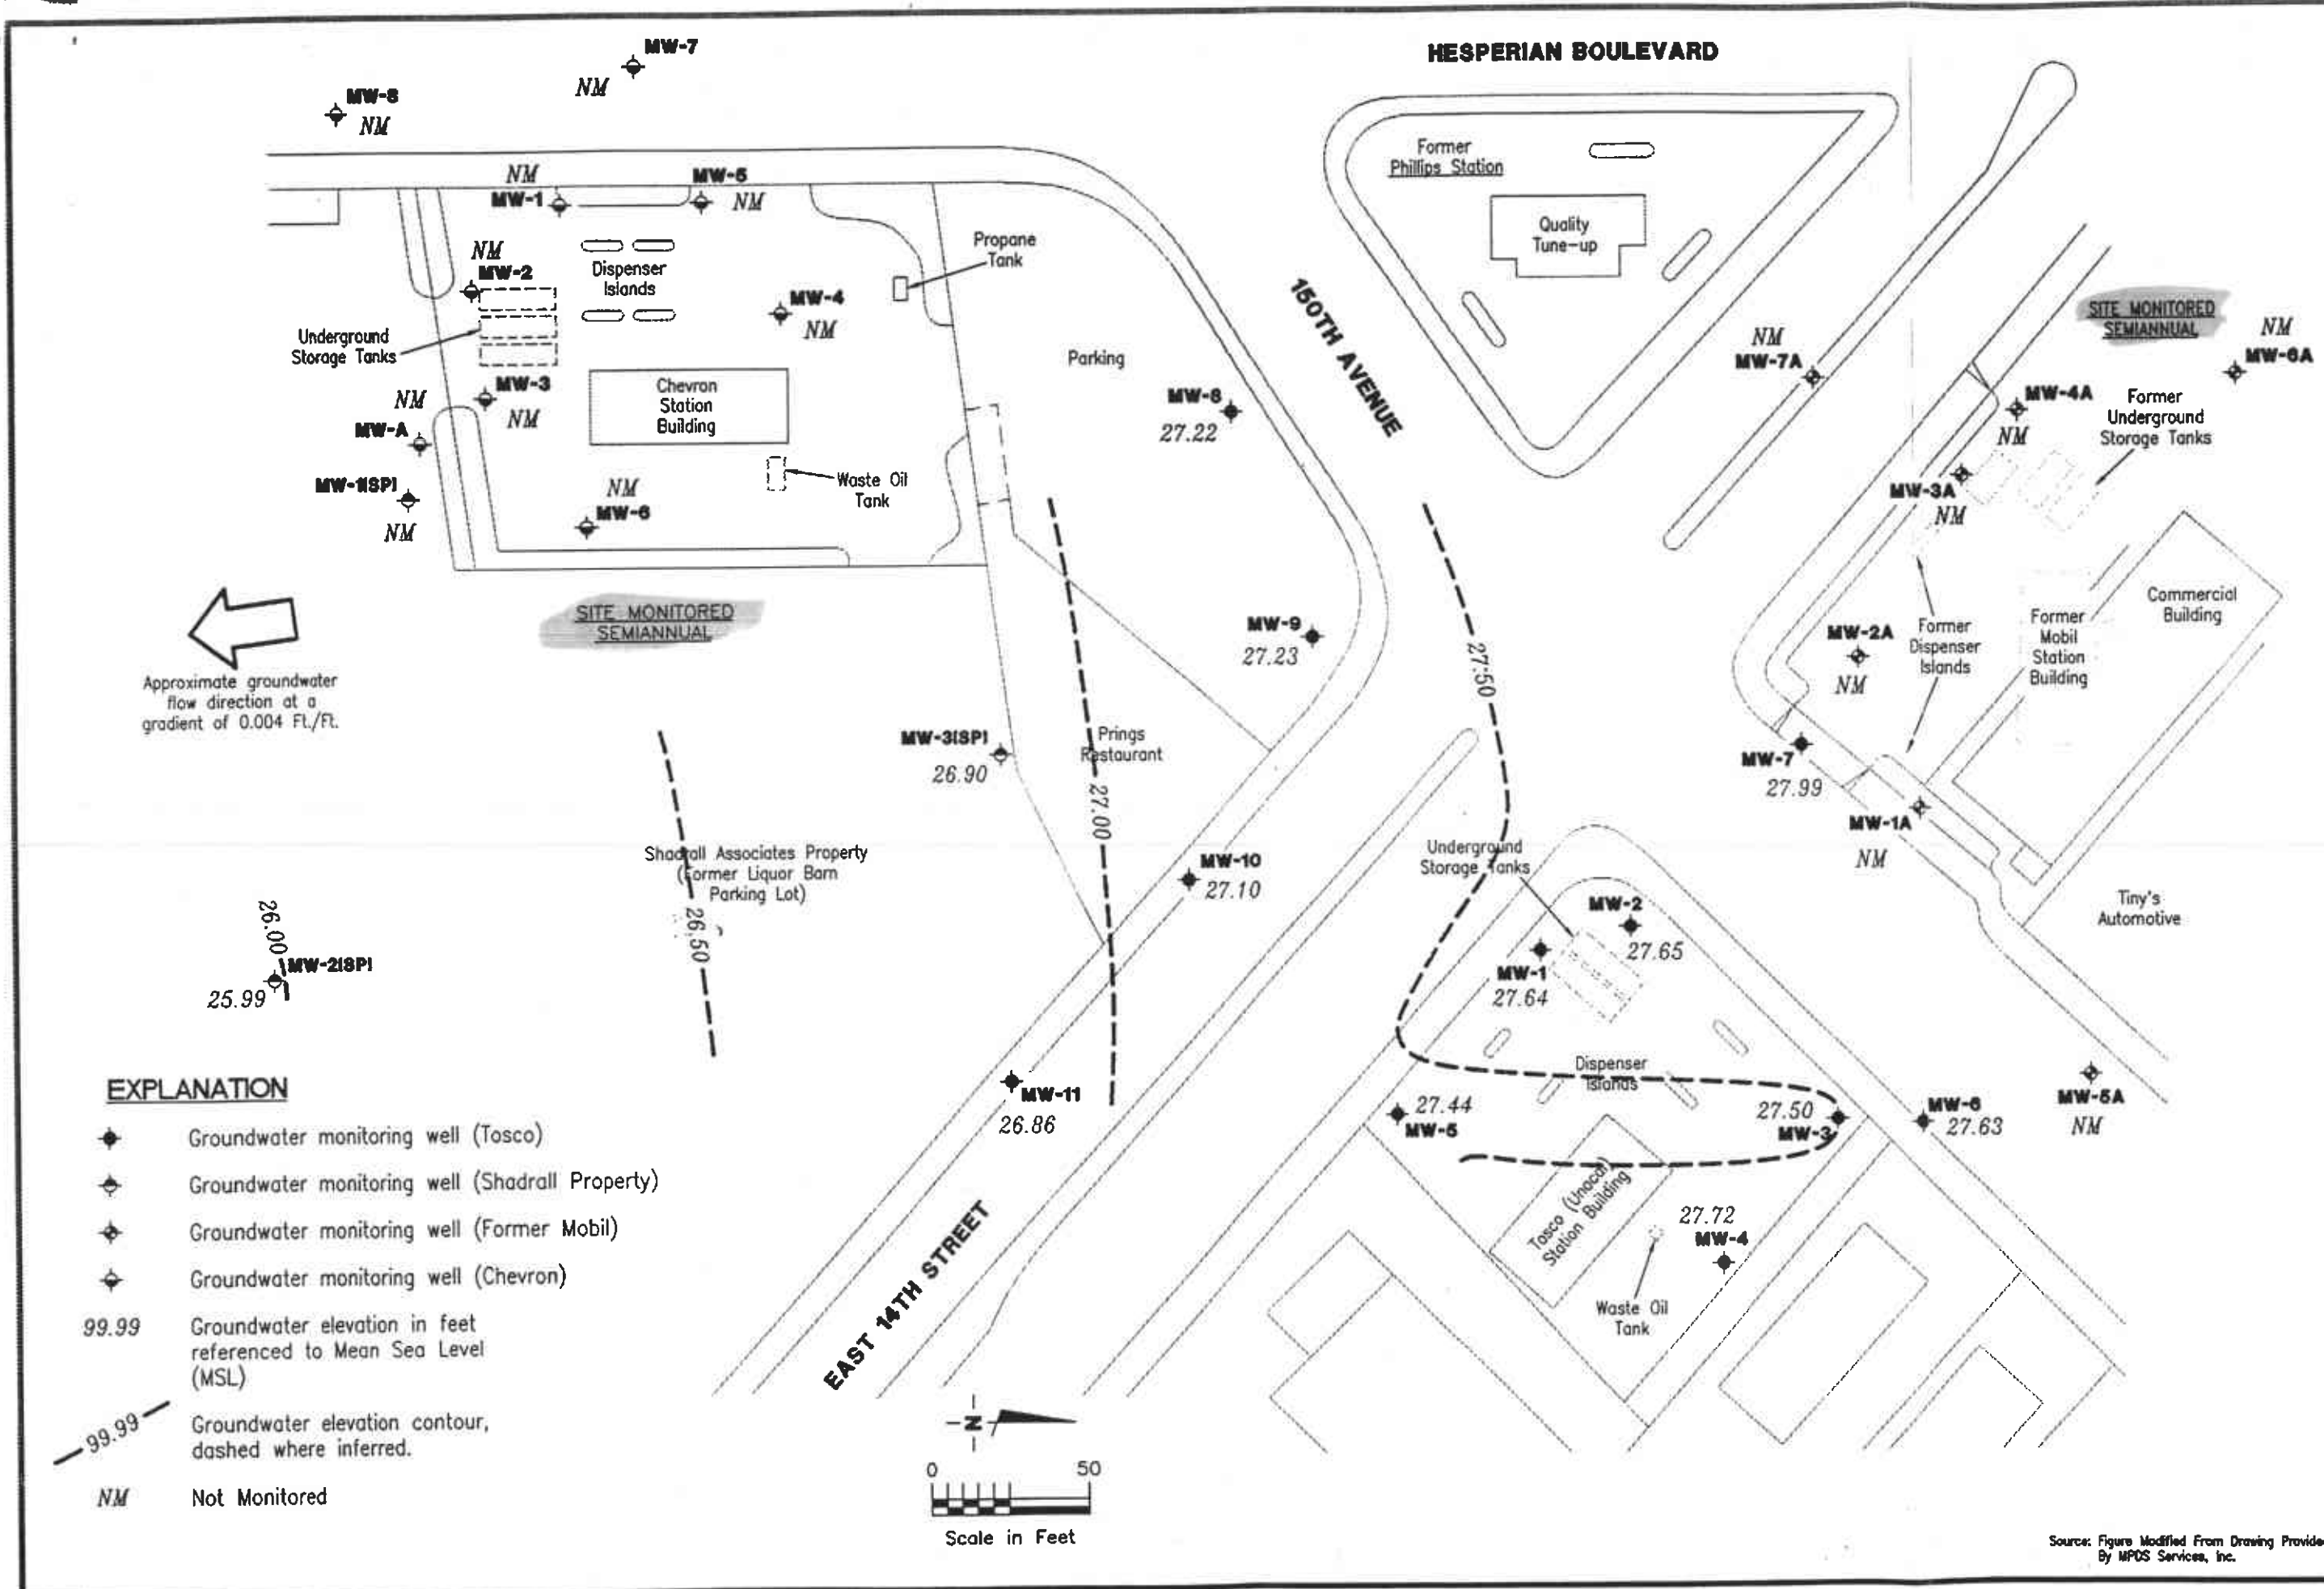 HESPERIAN BOULEVARD
MW-7
NM
MW-8
NM
NM
MW-1
MW-5
NM
NM
MW-2
Dispenser
Islands
Propane
Tank
MW-4
NM
Underground
Storage Tanks
MW-3
NM
NM
MW-A
Chevron
Station
Building
Parking
MW-1(SP)
NM
NM
MW-6
Waste Oil
Tank
MW-8
27.22
150TH AVENUE
Former
Phillips Station
Quality
Tune-up
NM
MW-7A
SITE MONITORED
SEMIANNUAL
NM
MW-6A
MW-4A
NM
Former
Underground
Storage Tanks
MW-3A
NM
Commercial
Building
MW-2A
NM
Former
Dispenser
Islands
Former
Mobil
Station
Building
SITE MONITORED
SEMIANNUAL
Approximate groundwater
flow direction at a
gradient of 0.004 Ft./Ft.
MW-9
27.23
27.50
MW-3(SP)
26.90
Prings
Restaurant
27.00
MW-7
27.99
MW-1A
NM
Shadrall Associates Property
(Former Liquor Barn
Parking Lot)
26.50
MW-10
27.10
Underground
Storage Tanks
MW-2
27.65
MW-1
27.64
Tiny's
Automotive
26.00
MW-2(SP)
25.99
MW-11
26.86
Dispenser
Islands
27.44
MW-5
27.50
MW-3
MW-6
27.63
MW-5A
NM
Tosco (Unocal)
Station Building
27.72
MW-4
Waste Oil
Tank
EAST 14TH STREET
EXPLANATION
Groundwater monitoring well (Tosco)
Groundwater monitoring well (Shadrall Property)
Groundwater monitoring well (Former Mobil)
Groundwater monitoring well (Chevron)
99.99 Groundwater elevation in feet
referenced to Mean Sea Level
(MSL)
99.99 Groundwater elevation contour,
dashed where inferred.
NM Not Monitored
N
0 50
Scale in Feet
Source: Figure Modified From Drawing Provided
By MPDS Services, Inc.